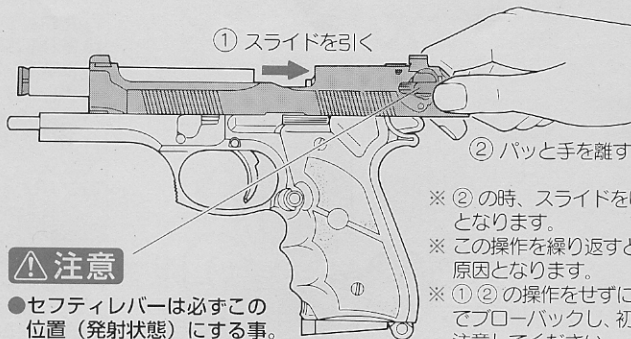 ① スライドを引く
② パッと手を離す
※ ② の時、スライドを
となります。
※ この操作を繰り返すと
原因となります。
※ ① ② の操作をせずに
でブローバックし、初
注意してください
⚠ 注意
●セフティレバーは必ずこの
位置（発射状態）にする事。